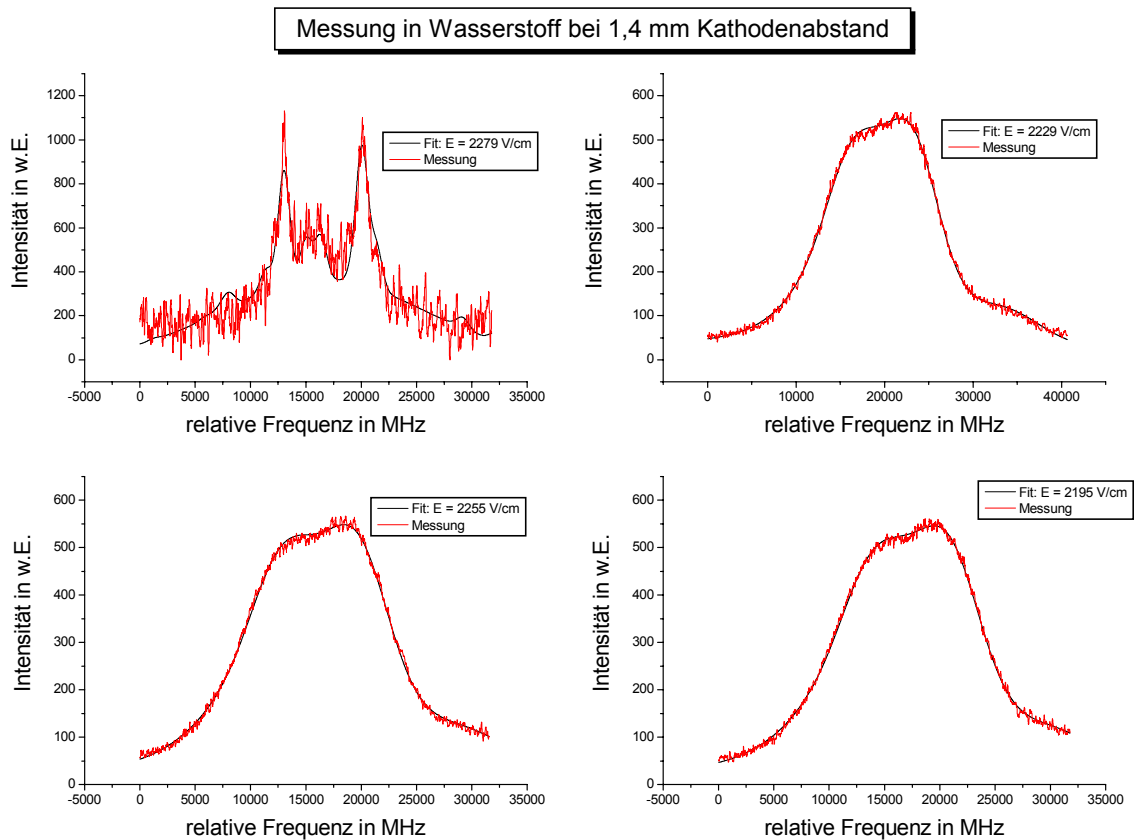 Messung in Wasserstoff bei 1,4 mm Kathodenabstand
Intensität in w.E.
1200
1000
800
600
400
200
0
-5000 0 5000 10000 15000 20000 25000 30000 35000
relative Frequenz in MHz
Fit: E = 2279 V/cm
Messung
Intensität in w.E.
600
500
400
300
200
100
0
0 10000 20000 30000 40000
relative Frequenz in MHz
Fit: E = 2229 V/cm
Messung
Intensität in w.E.
600
500
400
300
200
100
0
-5000 0 5000 10000 15000 20000 25000 30000 35000
relative Frequenz in MHz
Fit: E = 2255 V/cm
Messung
Intensität in w.E.
600
500
400
300
200
100
0
-5000 0 5000 10000 15000 20000 25000 30000 35000
relative Frequenz in MHz
Fit: E = 2195 V/cm
Messung